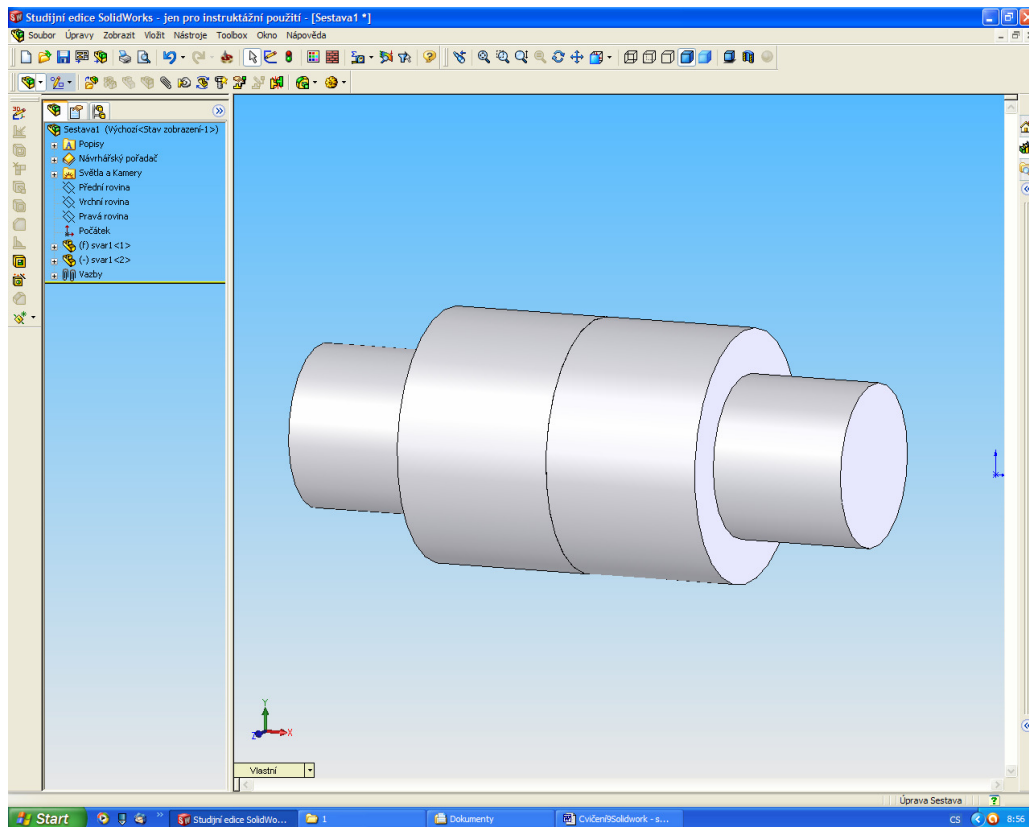 Studijní edice SolidWorks - jen pro instruktážní použití - [Sestava1 *]
Soubor Úpravy Zobrazit Vložit Nástroje Toolbox Okno Nápověda
Sestava1 (Výchozí<Stav zobrazení-1>)
Popisy
Návrhářský pořadač
Světla a Kamery
Přední rovina
Vrchní rovina
Pravá rovina
Počátek
(f) svar1<1>
(-) svar1<2>
Vazby
Y
Z X
Vlastní
Úprava Sestava
Start Studijní edice SolidWo... 1 Dokumenty Cvičení9Solidwork - s... CS 8:56